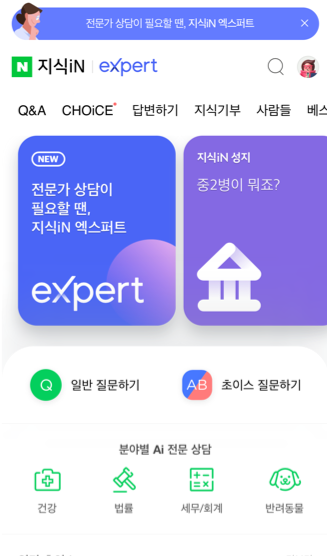 전문가 상담이 필요할 땐, 지식iN 엑스퍼트
N 지식iN expert
Q&A CHOiCE 답변하기 지식기부 사람들 베스
NEW
전문가 상담이
필요할 땐,
지식iN 엑스퍼트
expert
지식iN 성지
중2병이 뭐죠?
Q 일반 질문하기
AB 초이스 질문하기
분야별 Ai 전문 상담
건강 법률 세무/회계 반려동물